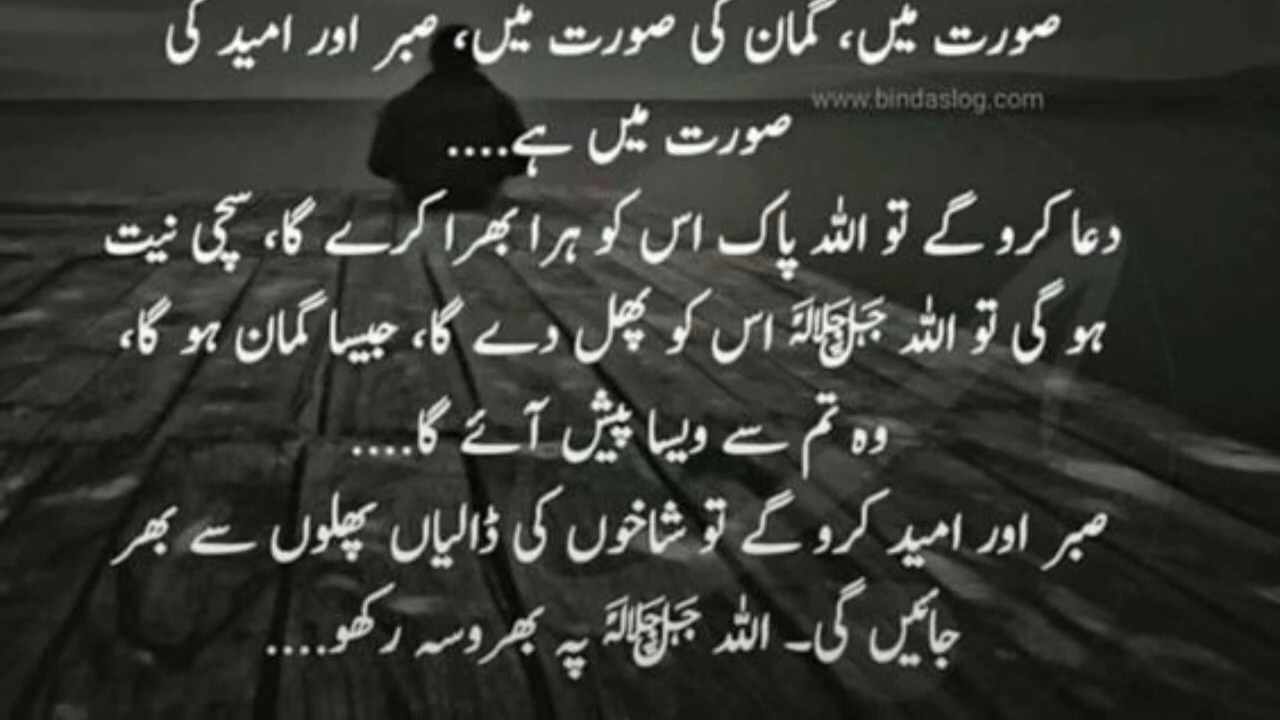 صورت میں، گمان کی صورت میں، صبر اور امید کی
www.bindaslog.com
صورت میں ہے....
دعا کرو گے تو اللہ پاک اس کو ہرا بھرا کرے گا، سچی نیت
ہو گی تو اللہ ﷻ اس کو پھل دے گا، جیسا گمان ہو گا،
وہ تم سے ویسا پیش آئے گا....
صبر اور امید کرو گے تو شاخوں کی ڈالیاں پھلوں سے بھر
جائیں گی۔ اللہ ﷻ پہ بھروسہ رکھو....